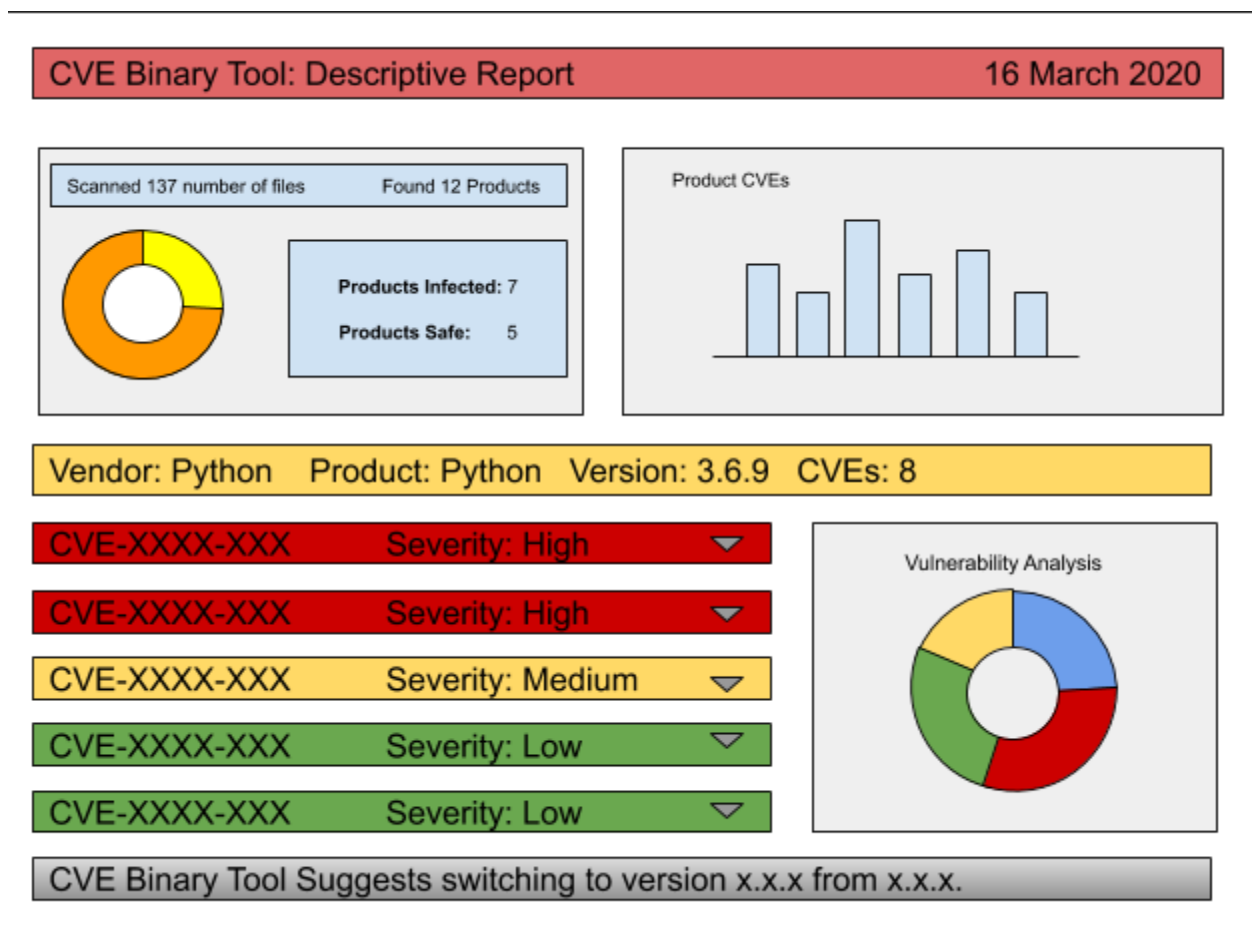 CVE Binary Tool: Descriptive Report 16 March 2020
Scanned 137 number of files Found 12 Products
Products Infected: 7
Products Safe: 5
Product CVEs
Vendor: Python Product: Python Version: 3.6.9 CVEs: 8
CVE-XXXX-XXX Severity: High
CVE-XXXX-XXX Severity: High
CVE-XXXX-XXX Severity: Medium
CVE-XXXX-XXX Severity: Low
CVE-XXXX-XXX Severity: Low
Vulnerability Analysis
CVE Binary Tool Suggests switching to version x.x.x from x.x.x.